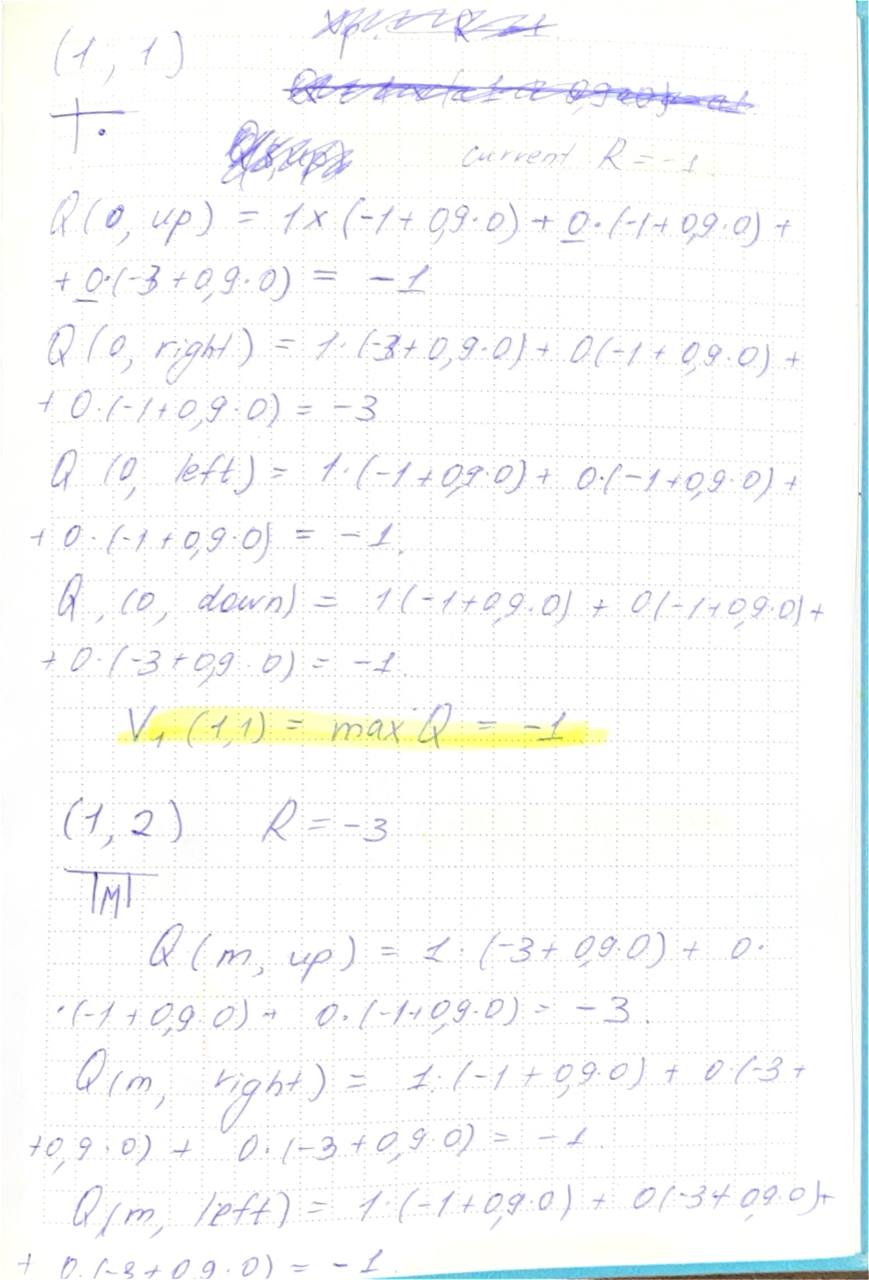 (1, 1)
current R = -1
Q (0, up) = 1 x (-1 + 0,9 · 0) + 0 · (-1 + 0,9 · 0) +
+ 0 · (-3 + 0,9 · 0) = -1
Q (0, right) = 1 · (-3 + 0,9 · 0) + 0 (-1 + 0,9 · 0) +
+ 0 · (-1 + 0,9 · 0) = -3
Q (0, left) = 1 · (-1 + 0,9 · 0) + 0 · (-1 + 0,9 · 0) +
+ 0 · (-1 + 0,9 · 0) = -1.
Q, (0, down) = 1 (-1 + 0,9 · 0) + 0 (-1 + 0,9 · 0) +
+ 0 · (-3 + 0,9 · 0) = -1.
V₁ (1,1) = max Q = -1
(1, 2) R = -3
|M|
Q (m, up) = 1 · (-3 + 0,9 · 0) + 0 ·
· (-1 + 0,9 · 0) + 0 · (-1 + 0,9 · 0) = -3.
Q (m, right) = 1 · (-1 + 0,9 · 0) + 0 · (-3 +
+ 0,9 · 0) + 0 · (-3 + 0,9 · 0) = -1.
Q (m, left) = 1 · (-1 + 0,9 · 0) + 0 (-3 + 0,9 · 0) +
+ 0 · (-3 + 0,9 · 0) = -1.